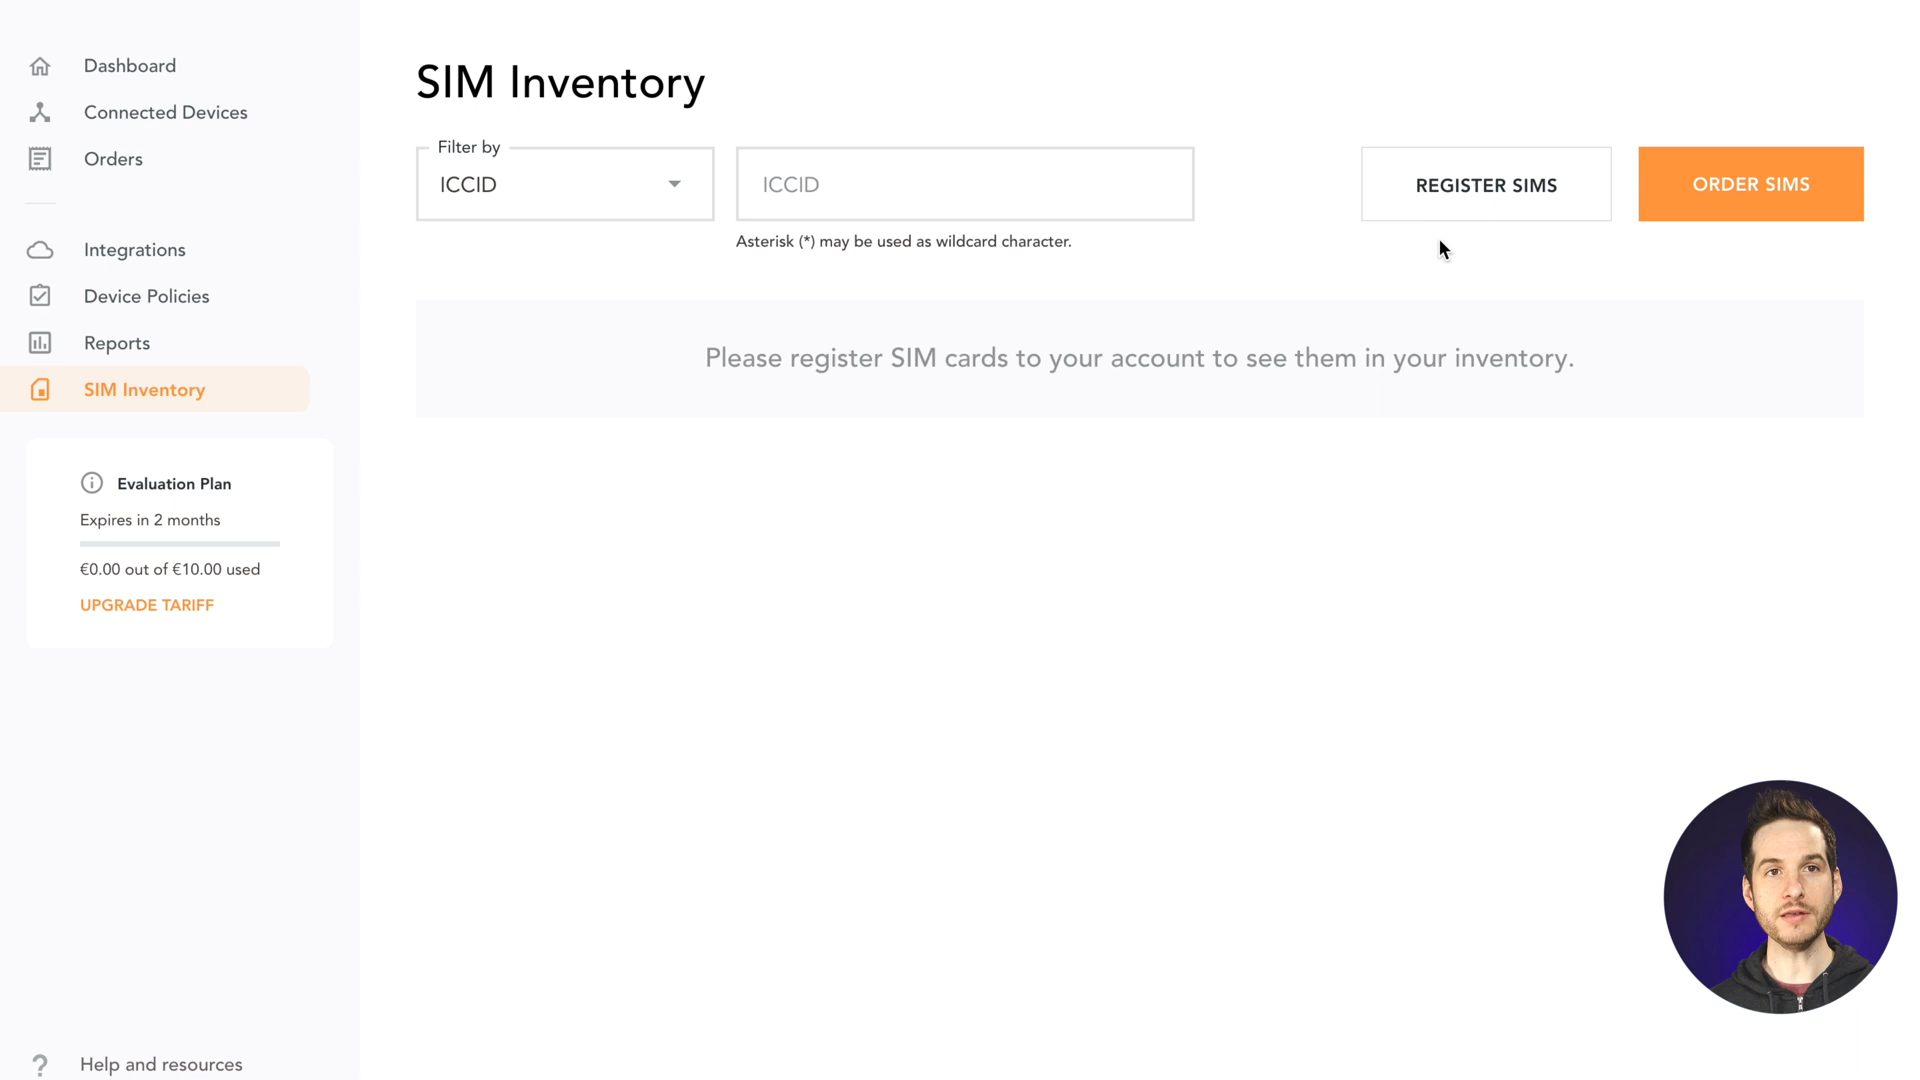 Dashboard
Connected Devices
Orders
Integrations
Device Policies
Reports
SIM Inventory
Evaluation Plan
Expires in 2 months
€0.00 out of €10.00 used
UPGRADE TARIFF
Help and resources
SIM Inventory
Filter by
ICCID
ICCID
Asterisk (*) may be used as wildcard character.
REGISTER SIMS
ORDER SIMS
Please register SIM cards to your account to see them in your inventory.